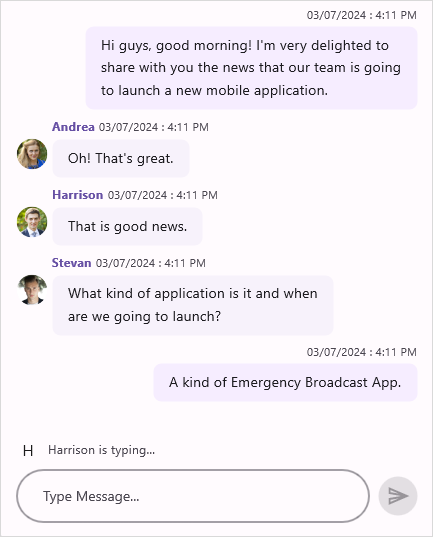 03/07/2024 : 4:11 PM
Hi guys, good morning! I'm very delighted to
share with you the news that our team is going
to launch a new mobile application.
Andrea 03/07/2024 : 4:11 PM
Oh! That's great.
Harrison 03/07/2024 : 4:11 PM
That is good news.
Stevan 03/07/2024 : 4:11 PM
What kind of application is it and when
are we going to launch?
03/07/2024 : 4:11 PM
A kind of Emergency Broadcast App.
H Harrison is typing...
Type Message...